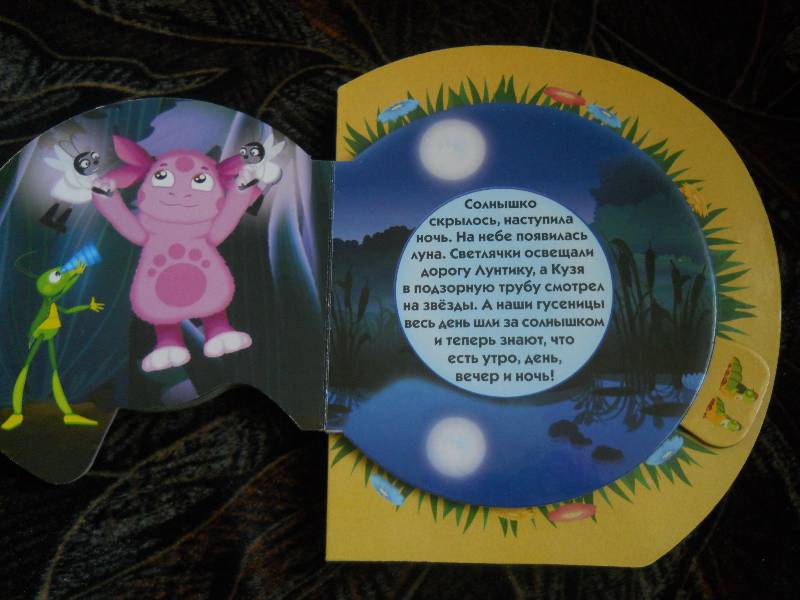 Солнышко
скрылось, наступила
ночь. На небе появилась
луна. Светлячки освещали
дорогу Лунтику, а Кузя
в подзорную трубу смотрел
на звёзды. А наши гусеницы
весь день шли за солнышком
и теперь знают, что
есть утро, день,
вечер и ночь!